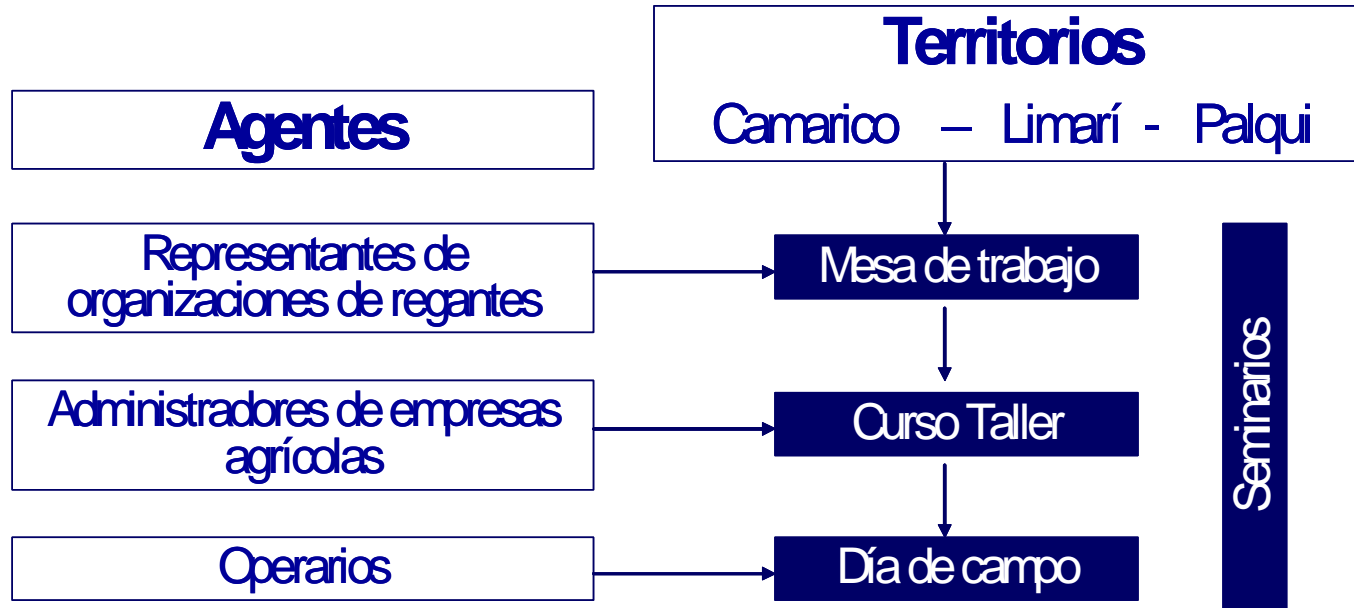 Territorios
Camarico – Limarí - Palqui
Agentes
Representantes de
organizaciones de regantes
Mesa de trabajo
Administradores de empresas
agrícolas
Curso Taller
Operarios
Día de campo
Seminarios